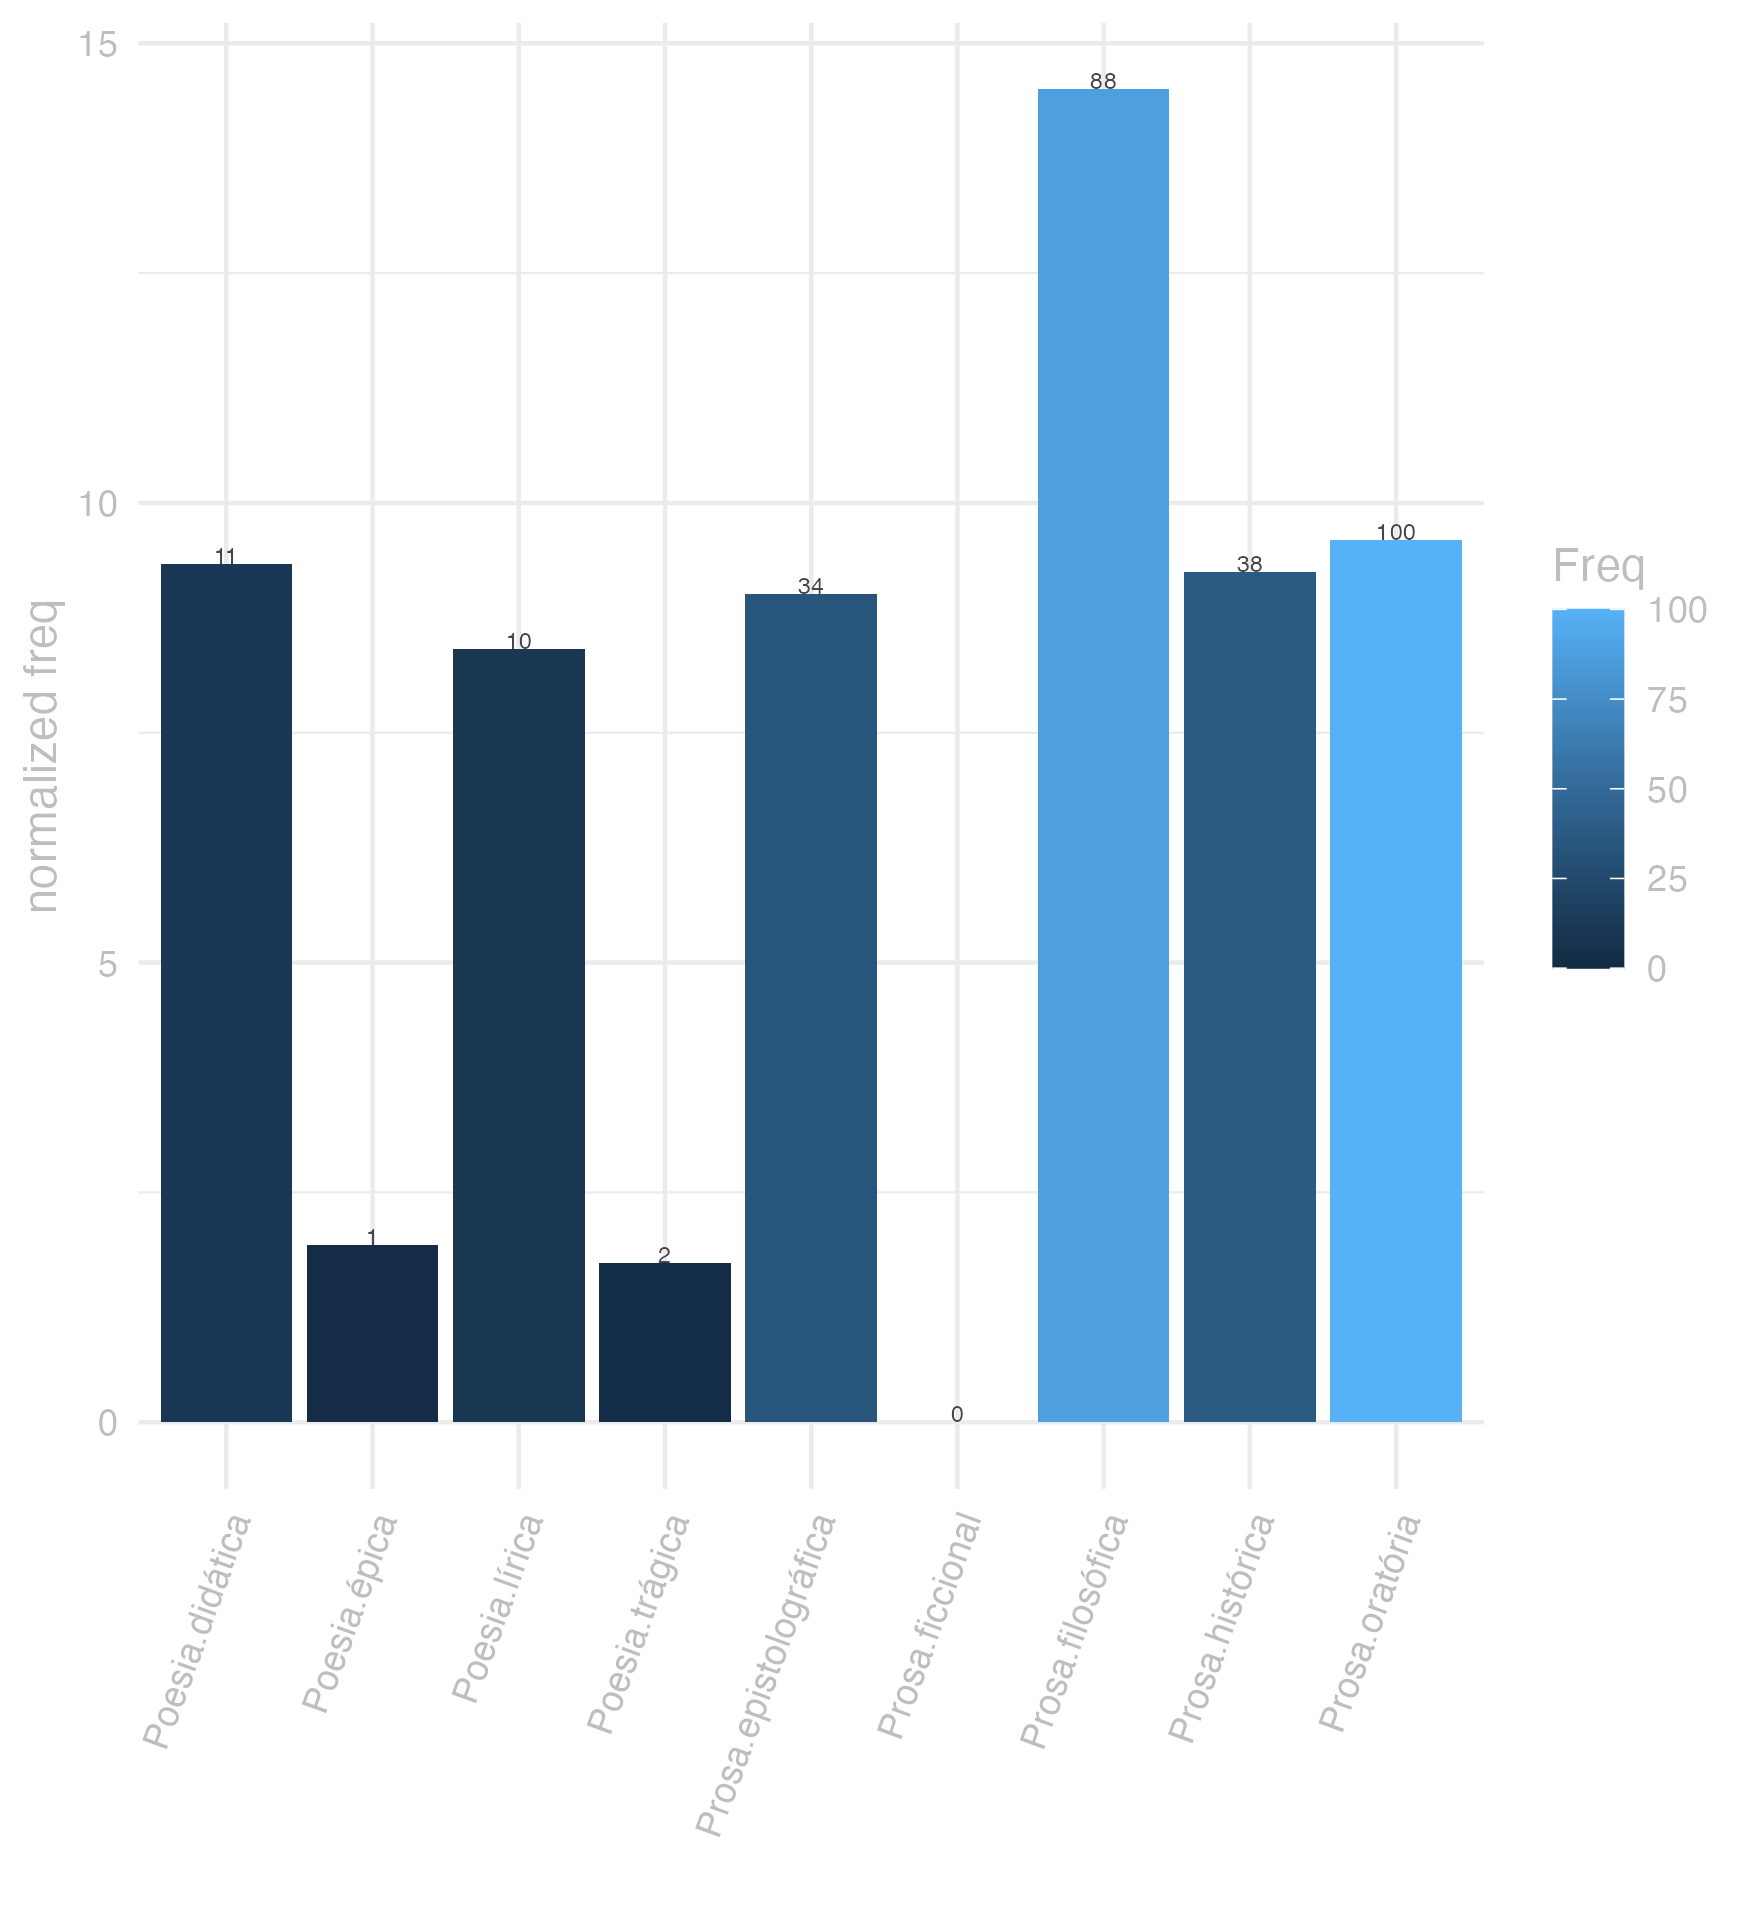 15
10
5
0
normalized freq
88
100
11
38
34
10
1
2
0
Poesia.didática
Poesia.épica
Poesia.lírica
Poesia.trágica
Prosa.epistolográfica
Prosa.ficcional
Prosa.filosófica
Prosa.histórica
Prosa.oratória
Freq
100
75
50
25
0